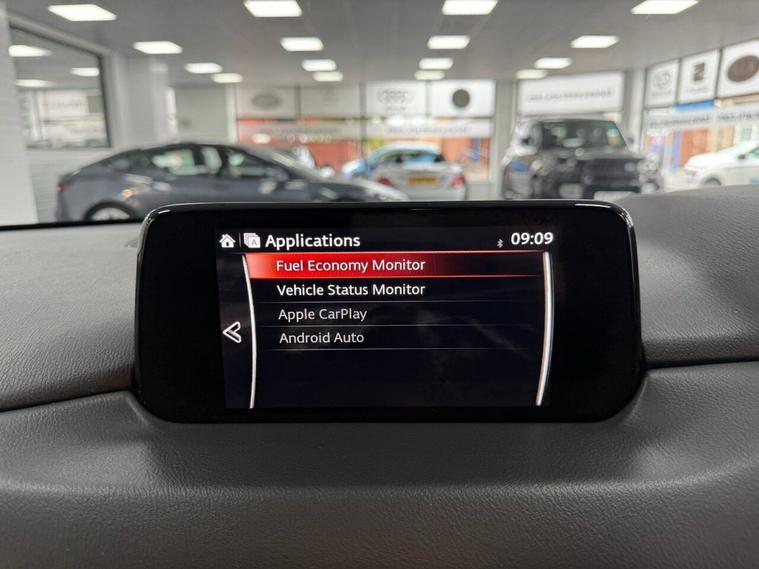 Applications
09:09
Fuel Economy Monitor
Vehicle Status Monitor
Apple CarPlay
Android Auto